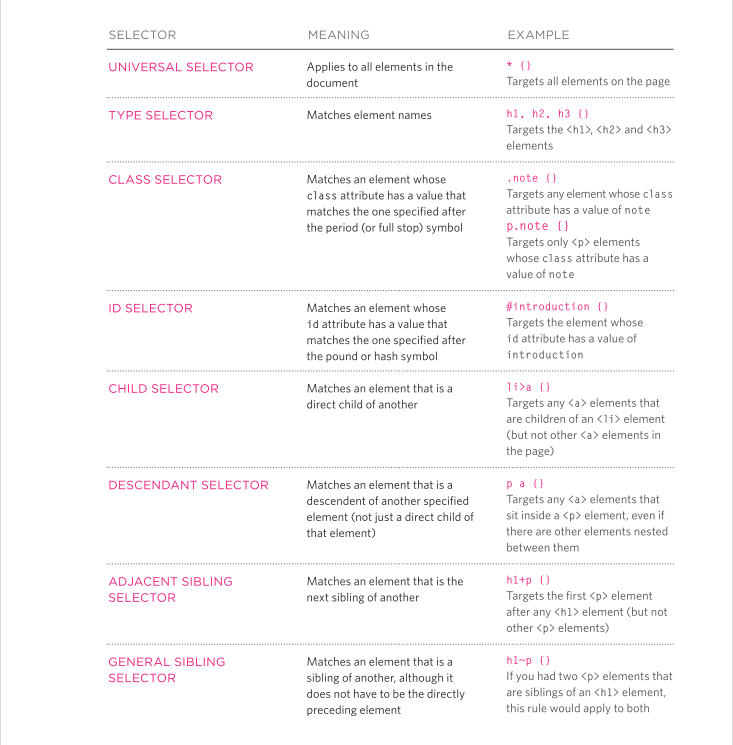 SELECTOR MEANING EXAMPLE
UNIVERSAL SELECTOR
Applies to all elements in the
document
* {}
Targets all elements on the page
TYPE SELECTOR
Matches element names
h1, h2, h3 {}
Targets the <h1>, <h2> and <h3>
elements
CLASS SELECTOR
Matches an element whose
class attribute has a value that
matches the one specified after
the period (or full stop) symbol
.note {}
Targets any element whose class
attribute has a value of note
p.note {}
Targets only <p> elements
whose class attribute has a
value of note
ID SELECTOR
Matches an element whose
id attribute has a value that
matches the one specified after
the pound or hash symbol
#introduction {}
Targets the element whose
id attribute has a value of
introduction
CHILD SELECTOR
Matches an element that is a
direct child of another
li>a {}
Targets any <a> elements that
are children of an <li> element
(but not other <a> elements in
the page)
DESCENDANT SELECTOR
Matches an element that is a
descendent of another specified
element (not just a direct child of
that element)
p a {}
Targets any <a> elements that
sit inside a <p> element, even if
there are other elements nested
between them
ADJACENT SIBLING
SELECTOR
Matches an element that is the
next sibling of another
h1+p {}
Targets the first <p> element
after any <h1> element (but not
other <p> elements)
GENERAL SIBLING
SELECTOR
Matches an element that is a
sibling of another, although it
does not have to be the directly
preceding element
h1~p {}
If you had two <p> elements that
are siblings of an <h1> element,
this rule would apply to both